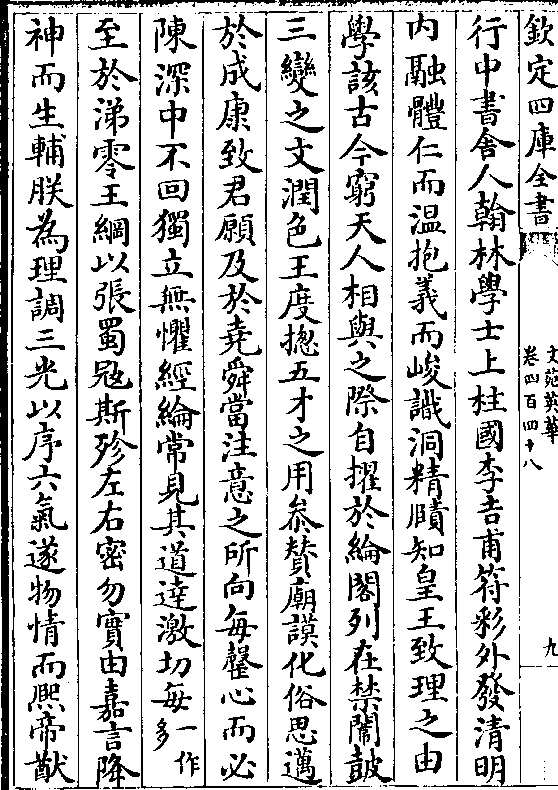 欽定四庫全書
文苑英華
卷四百四十八
九
行中書舍人翰林學士上柱國李吉甫符彩外發清明
内融體仁而温抱義而峻識洞精賾知皇王致理之由
學該古今窮天人相與之際自擢於綸閣列在禁闈鼓
三變之文潤色王度揔五才之用叅賛廟謨化俗思邁
於成康致君願及於堯舜當注意之所向每罄心而必
陳深中不回獨立無懼經綸常見其道逹激切每一作多
至於涕零王綱以張蜀冦斯殄左右密勿實由嘉言降
神而生輔朕為理調三光以序六氣遂物情而熈帝猷